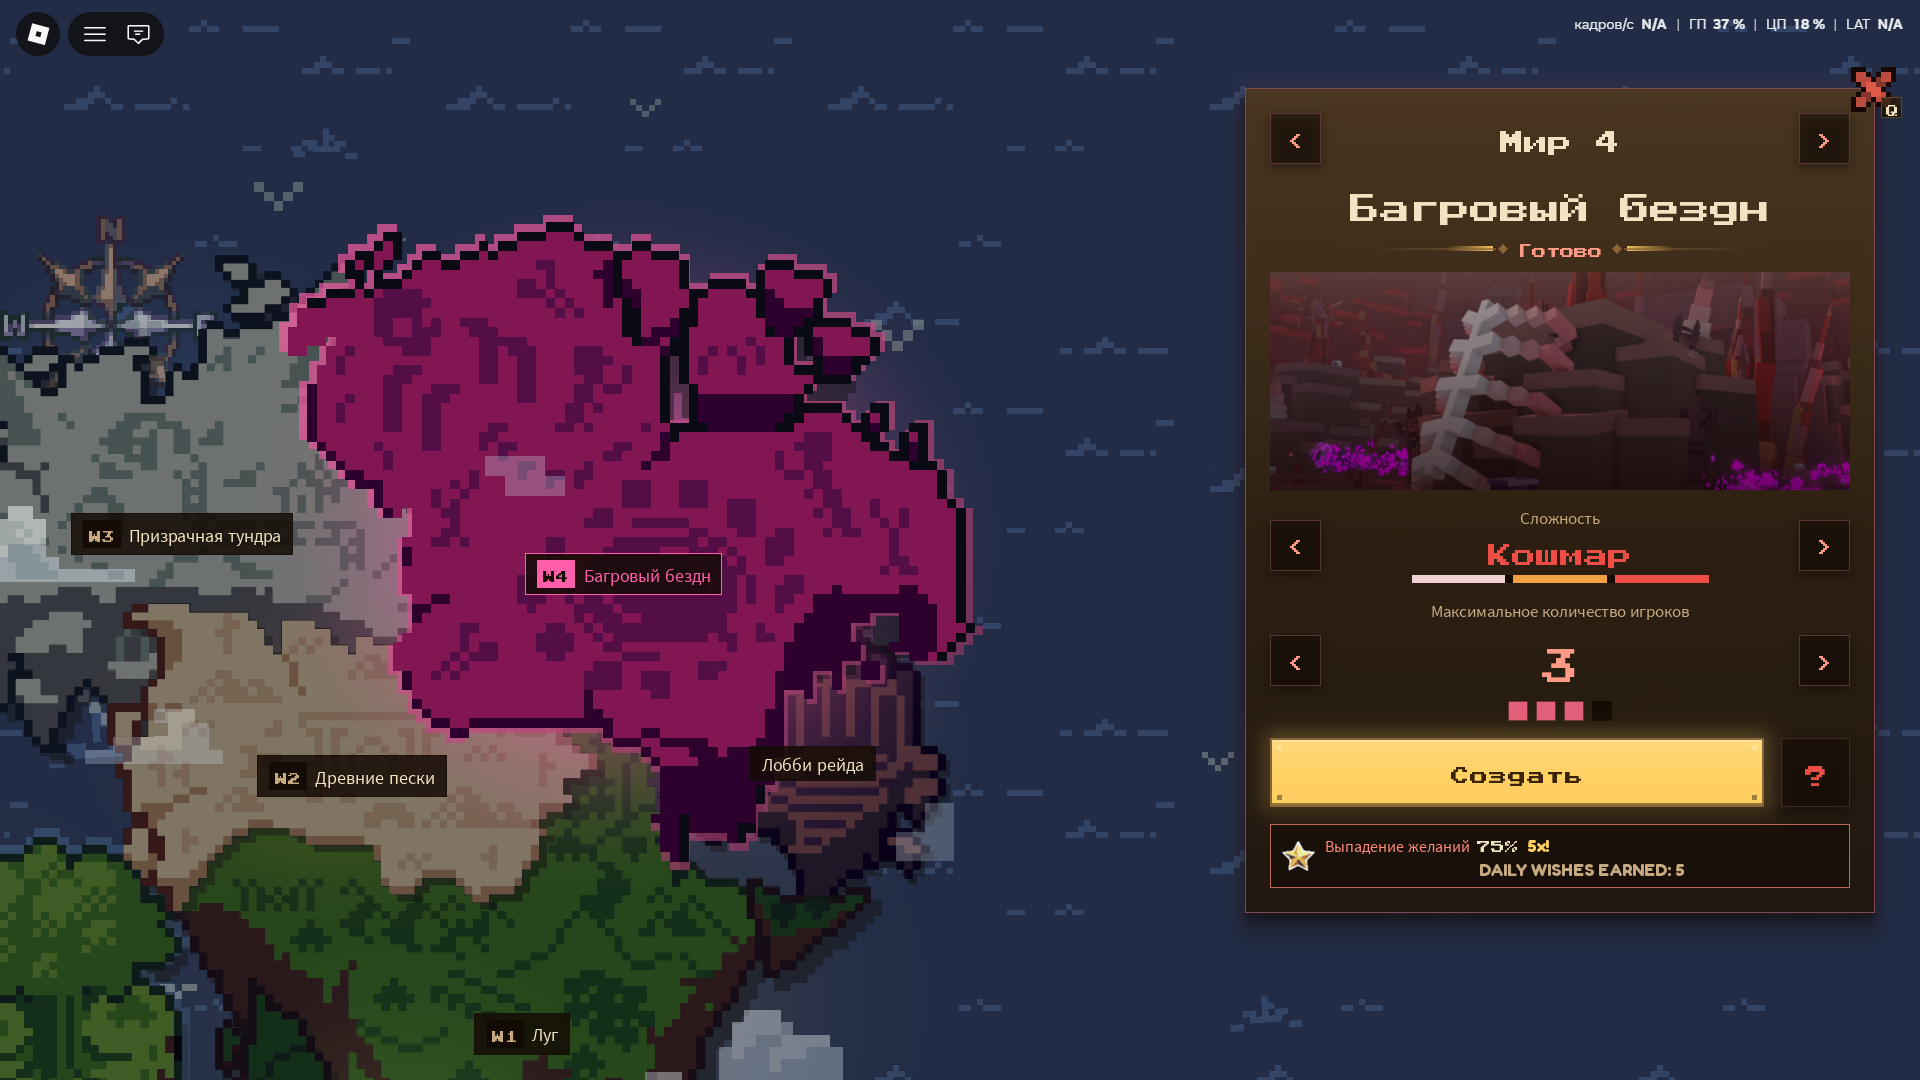 кадров/с N/A | ГП 37 % | ЦП 18 % | LAT N/A
Q
Мир 4
Багровый бездн
Готово
N
W
W3 Призрачная тундра
W4 Багровый бездн
W2 Древние пески
Лобби рейда
W1 Луг
Сложность
Кошмар
Максимальное количество игроков
3
Создать
?
Выпадение желаний 75% 5x!
DAILY WISHES EARNED: 5